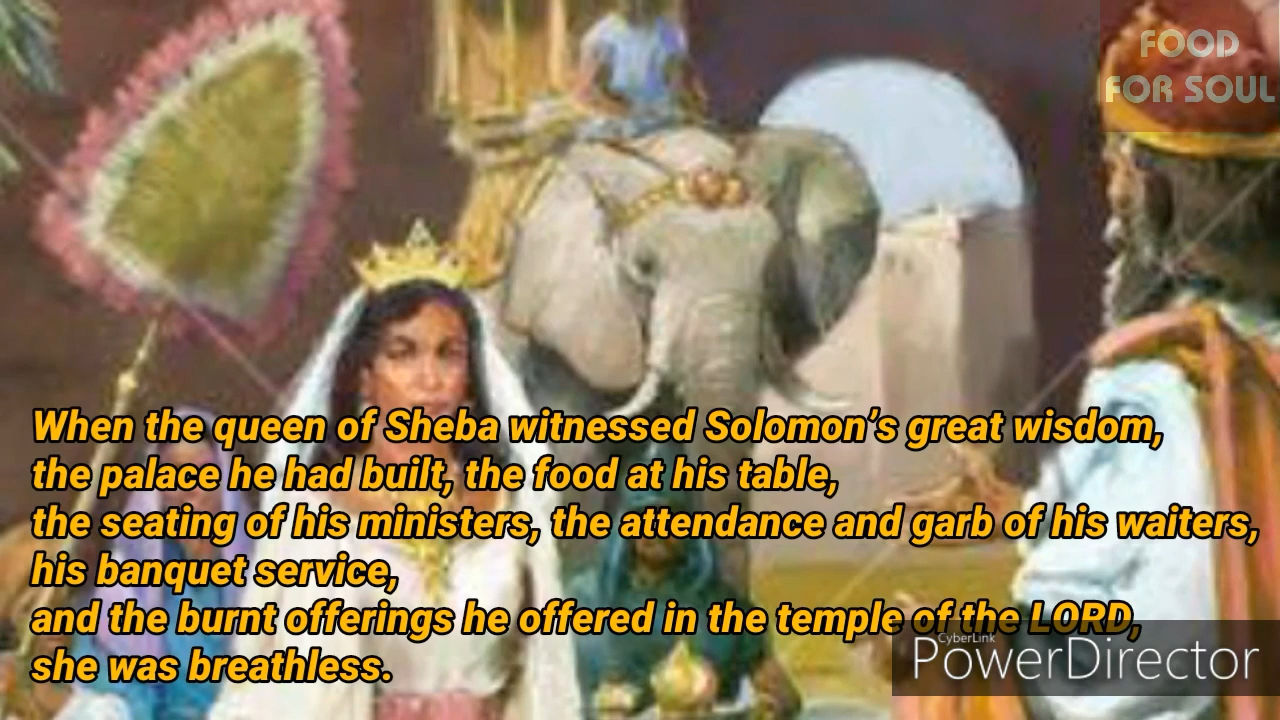 FOOD
FOR SOUL
When the queen of Sheba witnessed Solomon’s great wisdom,
the palace he had built, the food at his table,
the seating of his ministers, the attendance and garb of his waiters,
his banquet service,
and the burnt offerings he offered in the temple of the LORD,
she was breathless.
CyberLink
PowerDirector